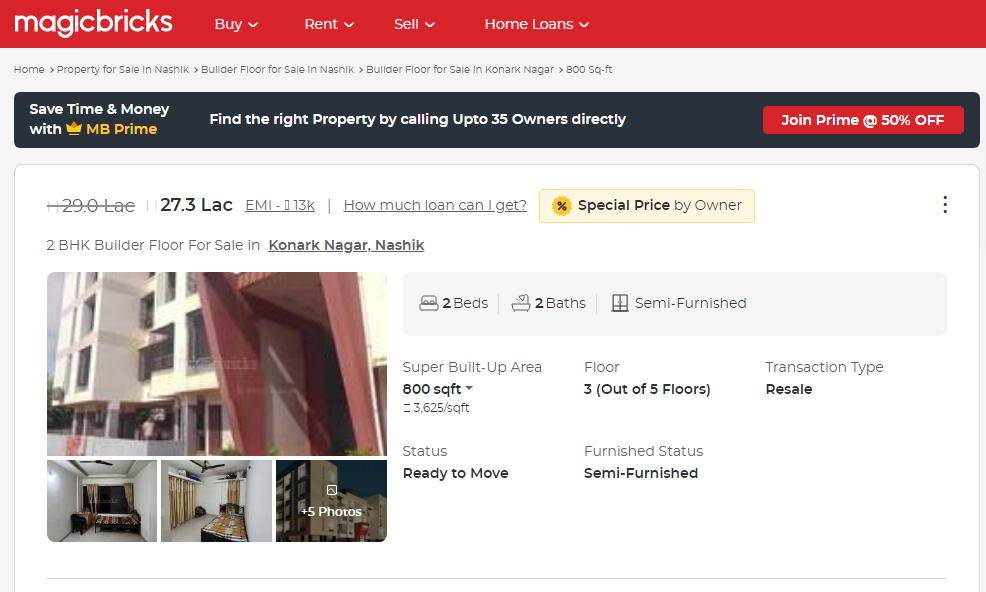 magicbricks
Buy Rent Sell Home Loans
Home > Property for Sale in Nashik > Builder Floor for Sale in Nashik > Builder Floor for Sale in Konark Nagar > 800 Sq-ft
Save Time & Money
with MB Prime
Find the right Property by calling Upto 35 Owners directly
Join Prime @ 50% OFF
29.0 Lac 27.3 Lac EMI - 13k | How much loan can I get? % Special Price by Owner
2 BHK Builder Floor For Sale in Konark Nagar, Nashik
2 Beds 2 Baths Semi-Furnished
Super Built-Up Area Floor Transaction Type
800 sqft 3 (Out of 5 Floors) Resale
3,625/sqft
Status Furnished Status
Ready to Move Semi-Furnished
+5 Photos